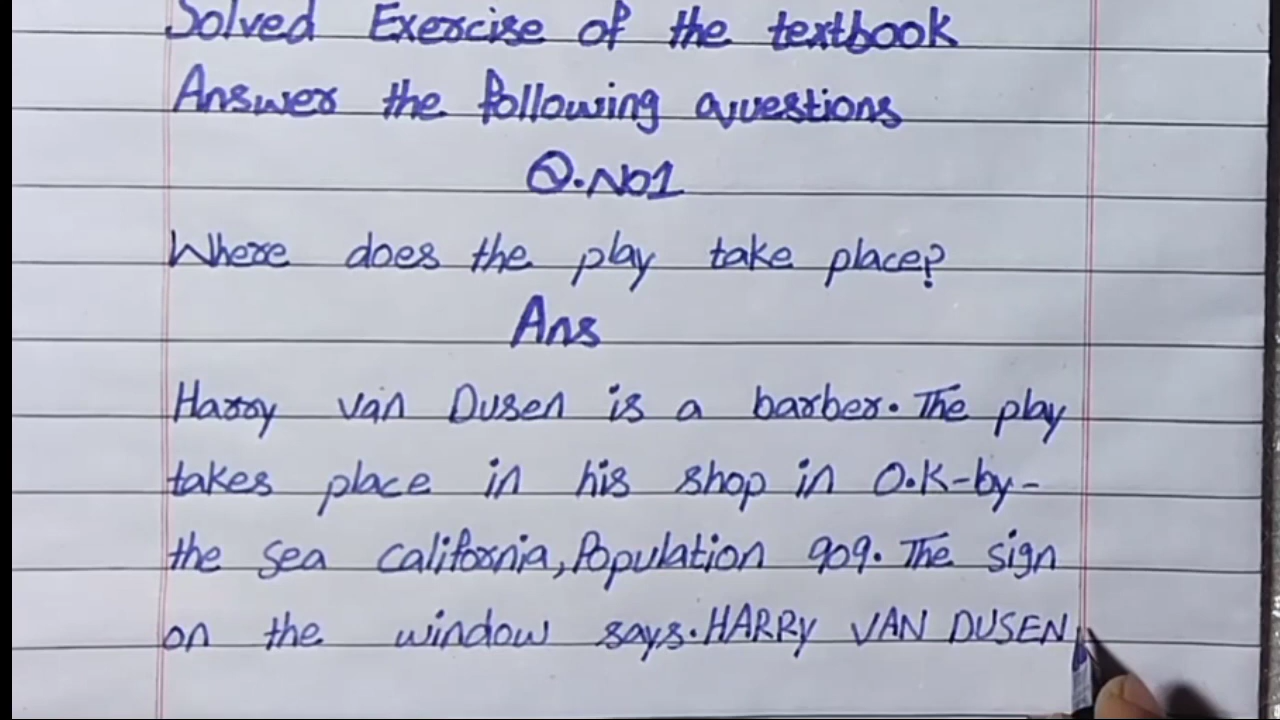 Solved Exercise of the textbook
Answer the following questions
Q.No1
Where does the play take place?
Ans
Harry van Dusen is a barber. The play
takes place in his shop in O.K-by-
the sea california, Population 909. The sign
on the window says. HARRY VAN DUSEN